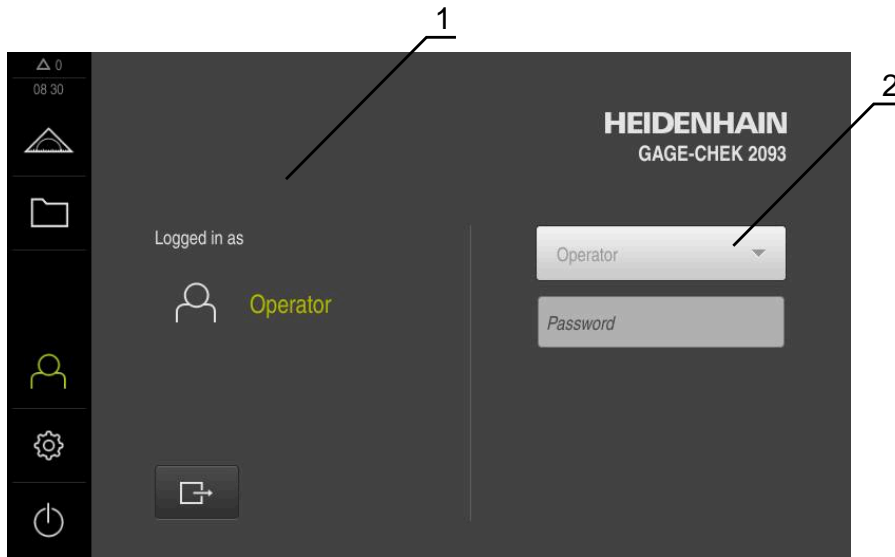 1
2
0
08 30
HEIDENHAIN
GAGE-CHEK 2093
Logged in as
Operator
Operator
Password